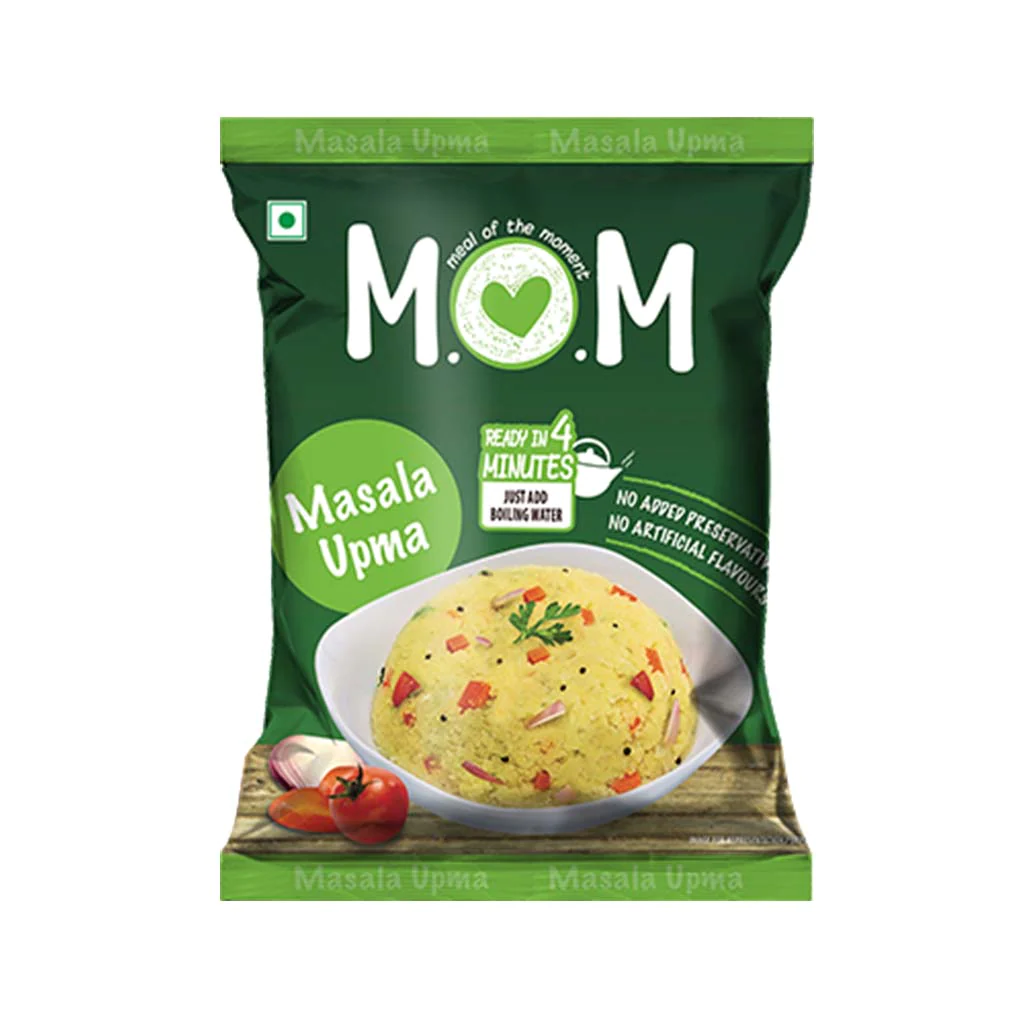 Masala Upma Masala Upma
meal of the moment
M.O.M
READY IN 4
MINUTES
JUST ADD
BOILING WATER
Masala
Upma
NO ADDED PRESERVATIV
NO ARTIFICIAL FLAVOURS
Masala Upma Masala Upma